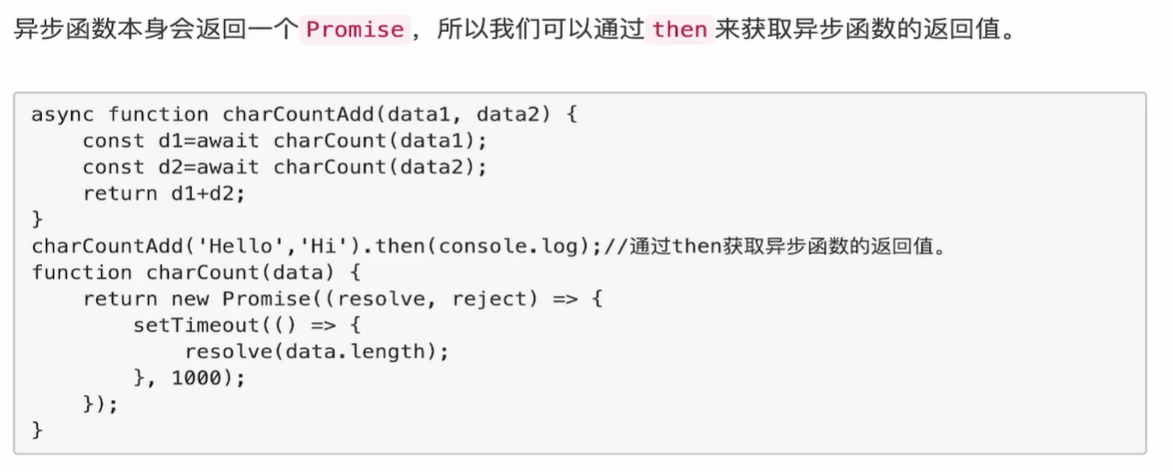 异步函数本身会返回一个 Promise ，所以我们可以通过 then 来获取异步函数的返回值。
async function charCountAdd(data1, data2) {
    const d1=await charCount(data1);
    const d2=await charCount(data2);
    return d1+d2;
}
charCountAdd('Hello','Hi').then(console.log);//通过then获取异步函数的返回值。
function charCount(data) {
    return new Promise((resolve, reject) => {
        setTimeout(() => {
            resolve(data.length);
        }, 1000);
    });
}